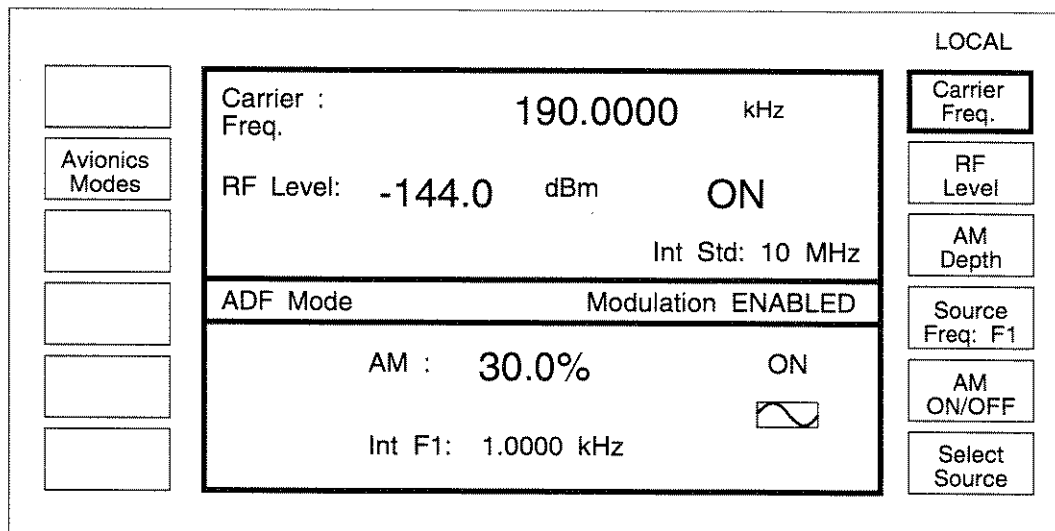 LOCAL
Avionics
Modes
Carrier :
Freq.
190.0000 kHz
RF Level: -144.0 dBm ON
Int Std: 10 MHz
ADF Mode Modulation ENABLED
AM : 30.0% ON
Int F1: 1.0000 kHz
Carrier
Freq.
RF
Level
AM
Depth
Source
Freq: F1
AM
ON/OFF
Select
Source